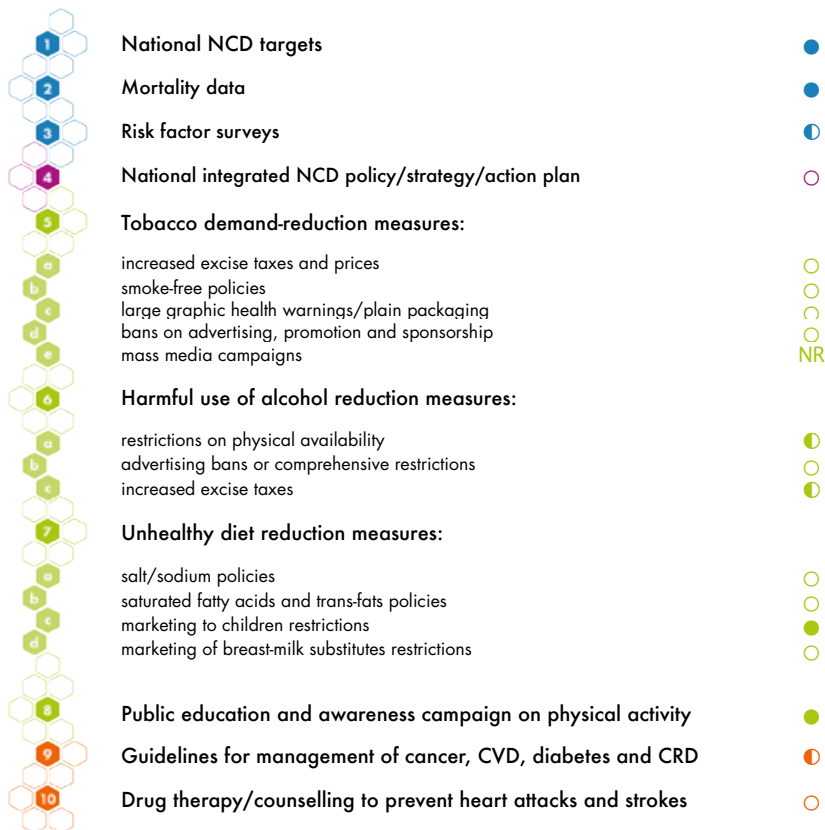 1 National NCD targets ●
2 Mortality data ●
3 Risk factor surveys ◐
4 National integrated NCD policy/strategy/action plan ○
5 Tobacco demand-reduction measures:
a increased excise taxes and prices ○
b smoke-free policies ○
c large graphic health warnings/plain packaging ○
d bans on advertising, promotion and sponsorship ○
e mass media campaigns NR
6 Harmful use of alcohol reduction measures:
a restrictions on physical availability ◐
b advertising bans or comprehensive restrictions ○
c increased excise taxes ◐
7 Unhealthy diet reduction measures:
a salt/sodium policies ○
b saturated fatty acids and trans-fats policies ○
c marketing to children restrictions ●
d marketing of breast-milk substitutes restrictions ○
8 Public education and awareness campaign on physical activity ●
9 Guidelines for management of cancer, CVD, diabetes and CRD ◐
10 Drug therapy/counselling to prevent heart attacks and strokes ○